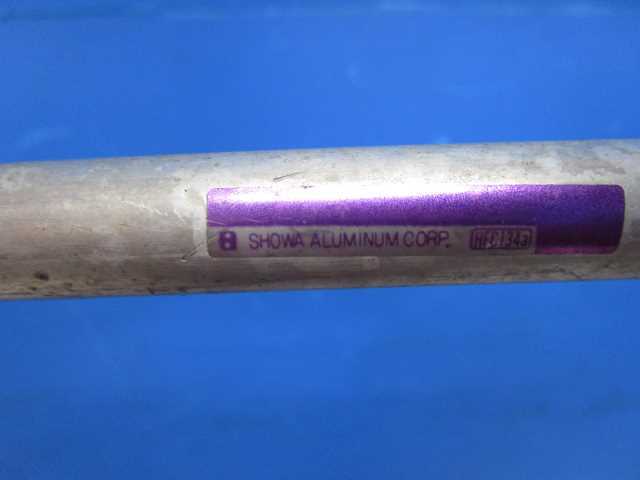 SHOWA ALUMINUM CORP. HFC134a